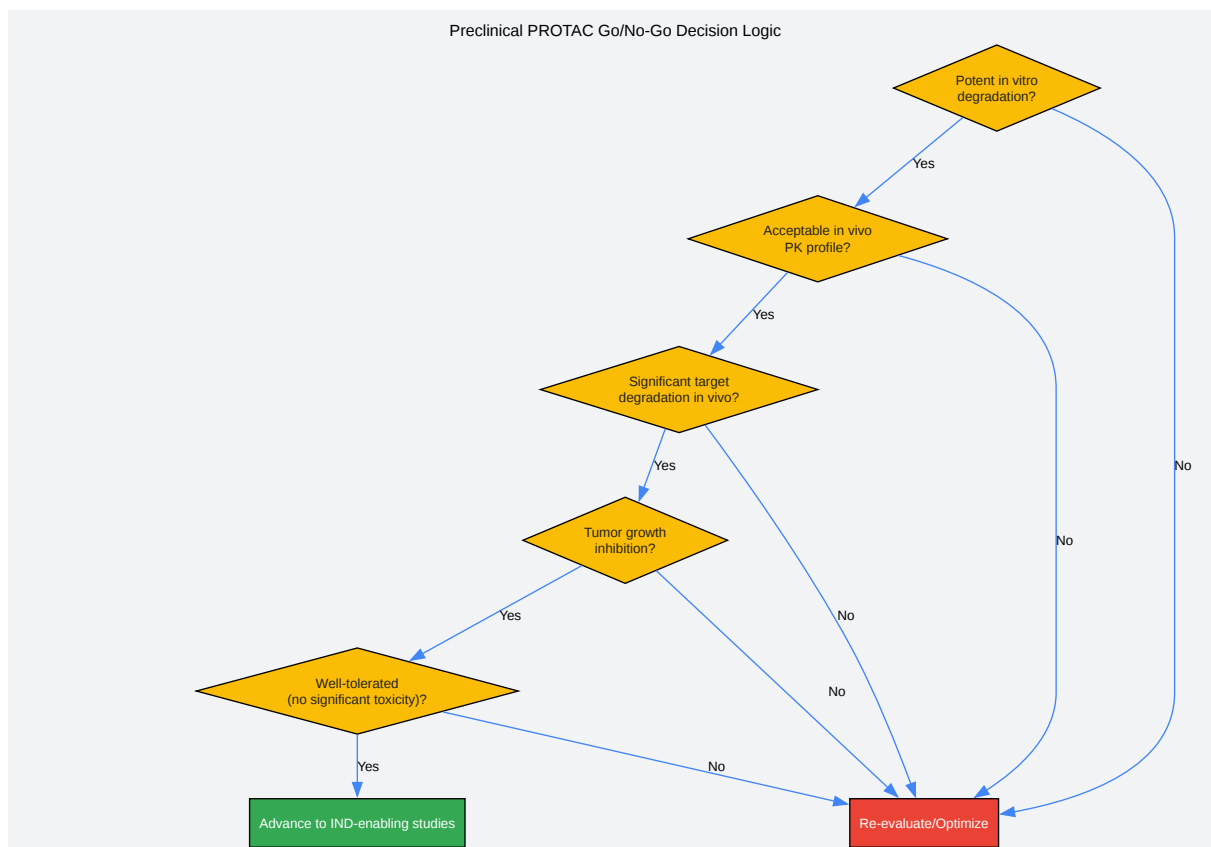 Preclinical PROTAC Go/No-Go Decision Logic
Potent in vitro
degradation?
Yes
Acceptable in vivo
PK profile?
Yes
Significant target
degradation in vivo?
Yes
No
Tumor growth
inhibition?
No
Yes
No
Well-tolerated
(no significant toxicity)?
No
Yes
No
Advance to IND-enabling studies
Re-evaluate/Optimize